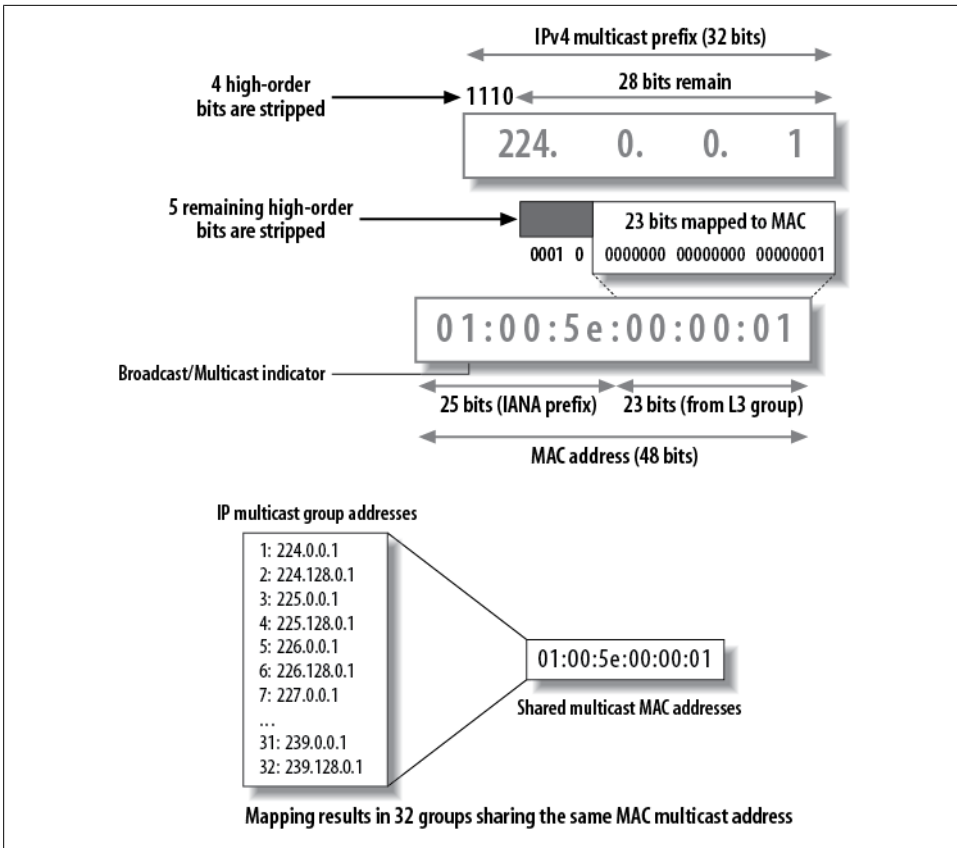 IPv4 multicast prefix (32 bits)
4 high-order
bits are stripped
1110
28 bits remain
224. 0. 0. 1
5 remaining high-order
bits are stripped
23 bits mapped to MAC
0001 0 0000000 00000000 00000001
01:00:5e:00:00:01
Broadcast/Multicast indicator
25 bits (IANA prefix)
23 bits (from L3 group)
MAC address (48 bits)
IP multicast group addresses
1: 224.0.0.1
2: 224.128.0.1
3: 225.0.0.1
4: 225.128.0.1
5: 226.0.0.1
6: 226.128.0.1
7: 227.0.0.1
...
31: 239.0.0.1
32: 239.128.0.1
01:00:5e:00:00:01
Shared multicast MAC addresses
Mapping results in 32 groups sharing the same MAC multicast address